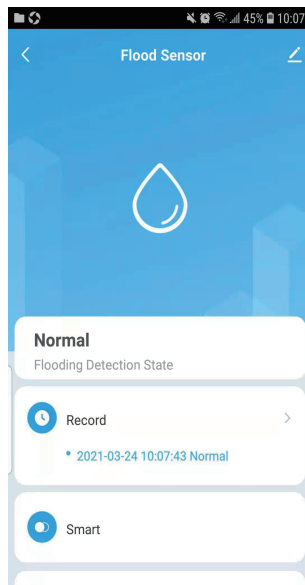 45% 10:07
Flood Sensor
Normal
Flooding Detection State
Record
2021-03-24 10:07:43 Normal
Smart